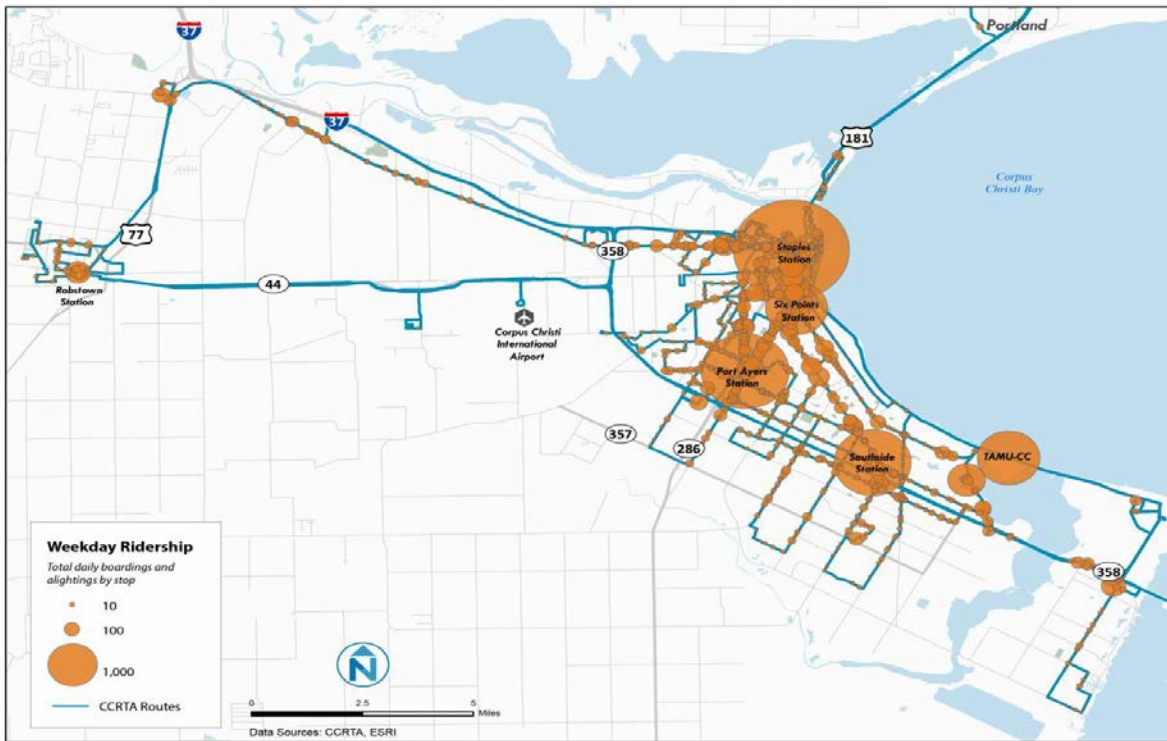 37
Portland
37
181
Corpus
Christi Bay
77
358
Staples
Station
Robstown
Station
44
Six Points
Station
Corpus Christi
International
Airport
Port Ayers
Station
357
286
Southside
Station
TAMU-CC
358
Weekday Ridership
Total daily boardings and
alightings by stop
10
100
1,000
CCRTA Routes
N
0 2.5 5
Miles
Data Sources: CCRTA, ESRI